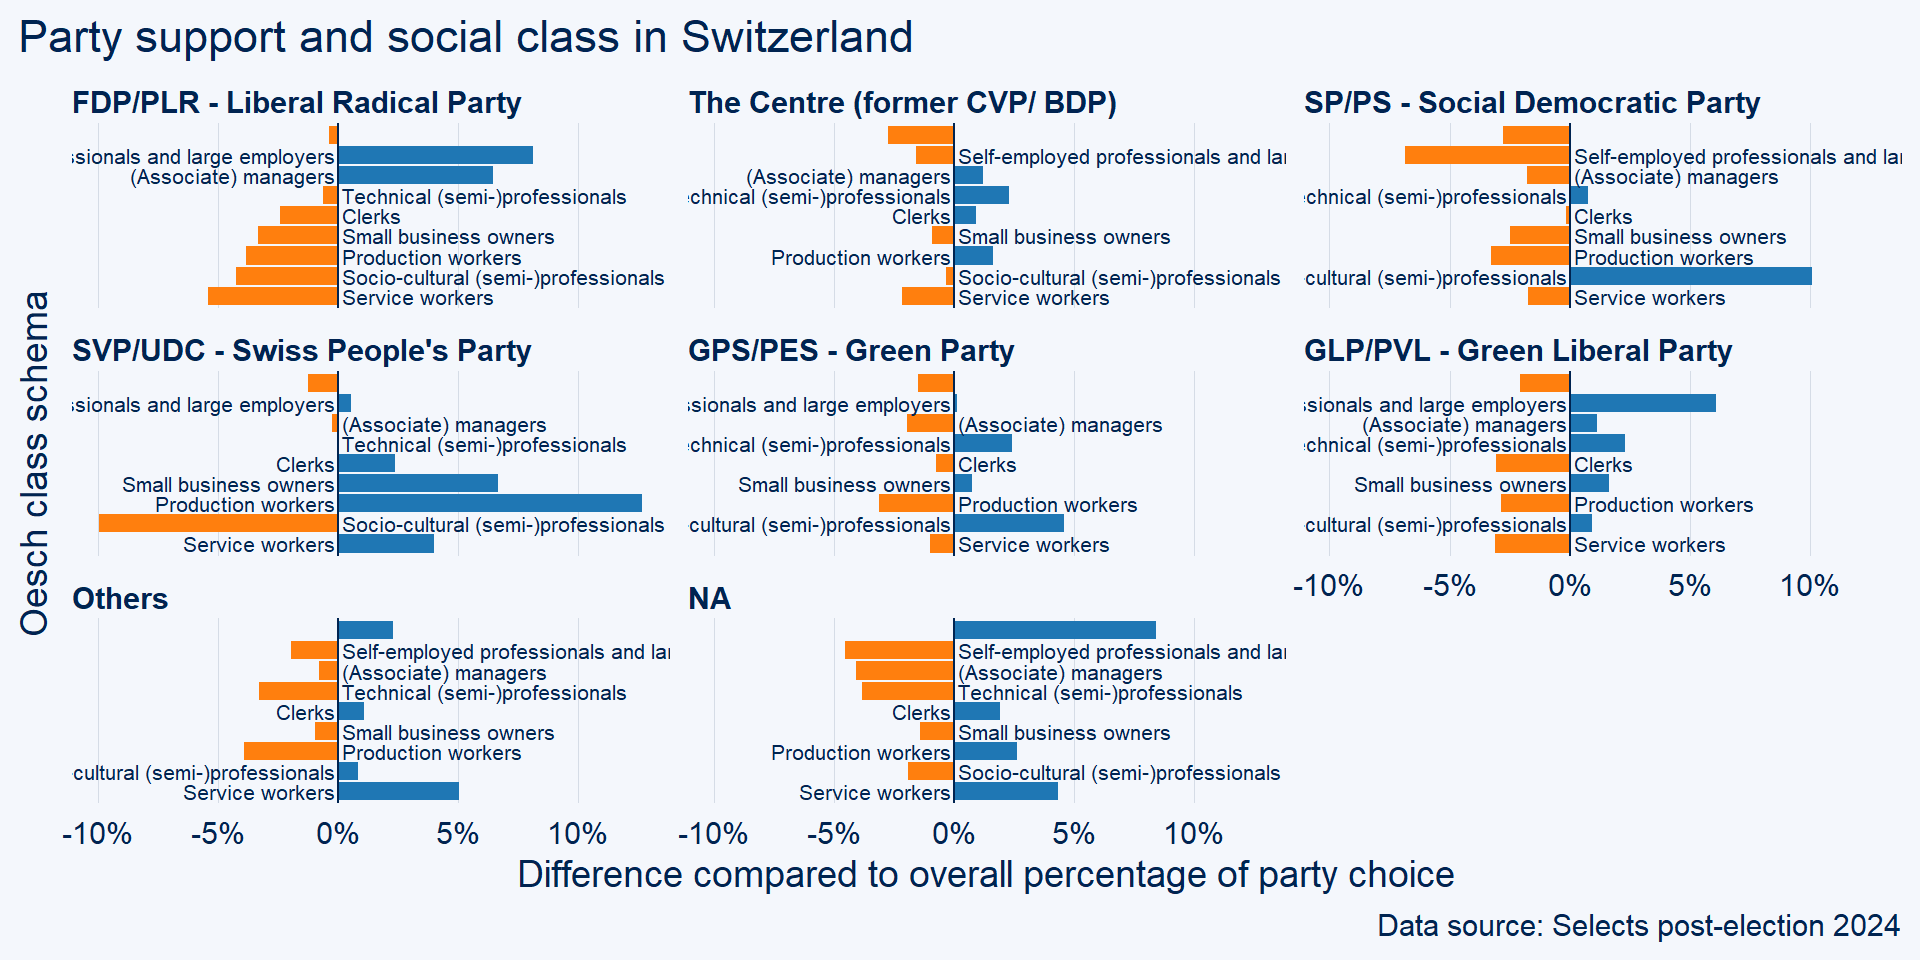 Party support and social class in Switzerland
FDP/PLR - Liberal Radical Party
ssionals and large employers
(Associate) managers
Technical (semi-)professionals
Clerks
Small business owners
Production workers
Socio-cultural (semi-)professionals
Service workers
The Centre (former CVP/ BDP)
Self-employed professionals and lar
(Associate) managers
echnical (semi-)professionals
Clerks
Small business owners
Production workers
Socio-cultural (semi-)professionals
Service workers
SP/PS - Social Democratic Party
Self-employed professionals and lar
(Associate) managers
echnical (semi-)professionals
Clerks
Small business owners
Production workers
-cultural (semi-)professionals
Service workers
Oesch class schema
SVP/UDC - Swiss People's Party
ssionals and large employers
(Associate) managers
Technical (semi-)professionals
Clerks
Small business owners
Production workers
Socio-cultural (semi-)professionals
Service workers
GPS/PES - Green Party
ssionals and large employers
(Associate) managers
echnical (semi-)professionals
Clerks
Small business owners
Production workers
-cultural (semi-)professionals
Service workers
GLP/PVL - Green Liberal Party
ssionals and large employers
(Associate) managers
echnical (semi-)professionals
Clerks
Small business owners
Production workers
-cultural (semi-)professionals
Service workers
-10% -5% 0% 5% 10%
Others
Self-employed professionals and lar
(Associate) managers
Technical (semi-)professionals
Clerks
Small business owners
Production workers
-cultural (semi-)professionals
Service workers
-10% -5% 0% 5% 10%
NA
Self-employed professionals and lar
(Associate) managers
Technical (semi-)professionals
Clerks
Small business owners
Production workers
Socio-cultural (semi-)professionals
Service workers
-10% -5% 0% 5% 10%
Difference compared to overall percentage of party choice
Data source: Selects post-election 2024